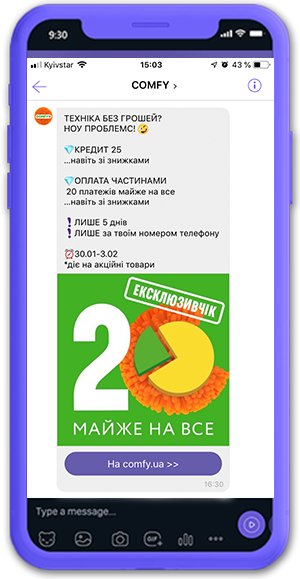 9:30
Kyivstar 15:03 43 %
COMFY >
COMFY
ТЕХНІКА БЕЗ ГРОШЕЙ?
НОУ ПРОБЛЕМС! 🤪
💎КРЕДИТ 25
...навіть зі знижками
💎ОПЛАТА ЧАСТИНАМИ
20 платежів майже на все
...навіть зі знижками
❗ЛИШЕ 5 днів
❗ЛИШЕ за твоїм номером телефону
⏰30.01-3.02
*діє на акційні товари
ЕКСКЛЮЗИВЧІК
20
МАЙЖЕ НА ВСЕ
На comfy.ua >>
16:30
Type a message...
GIF